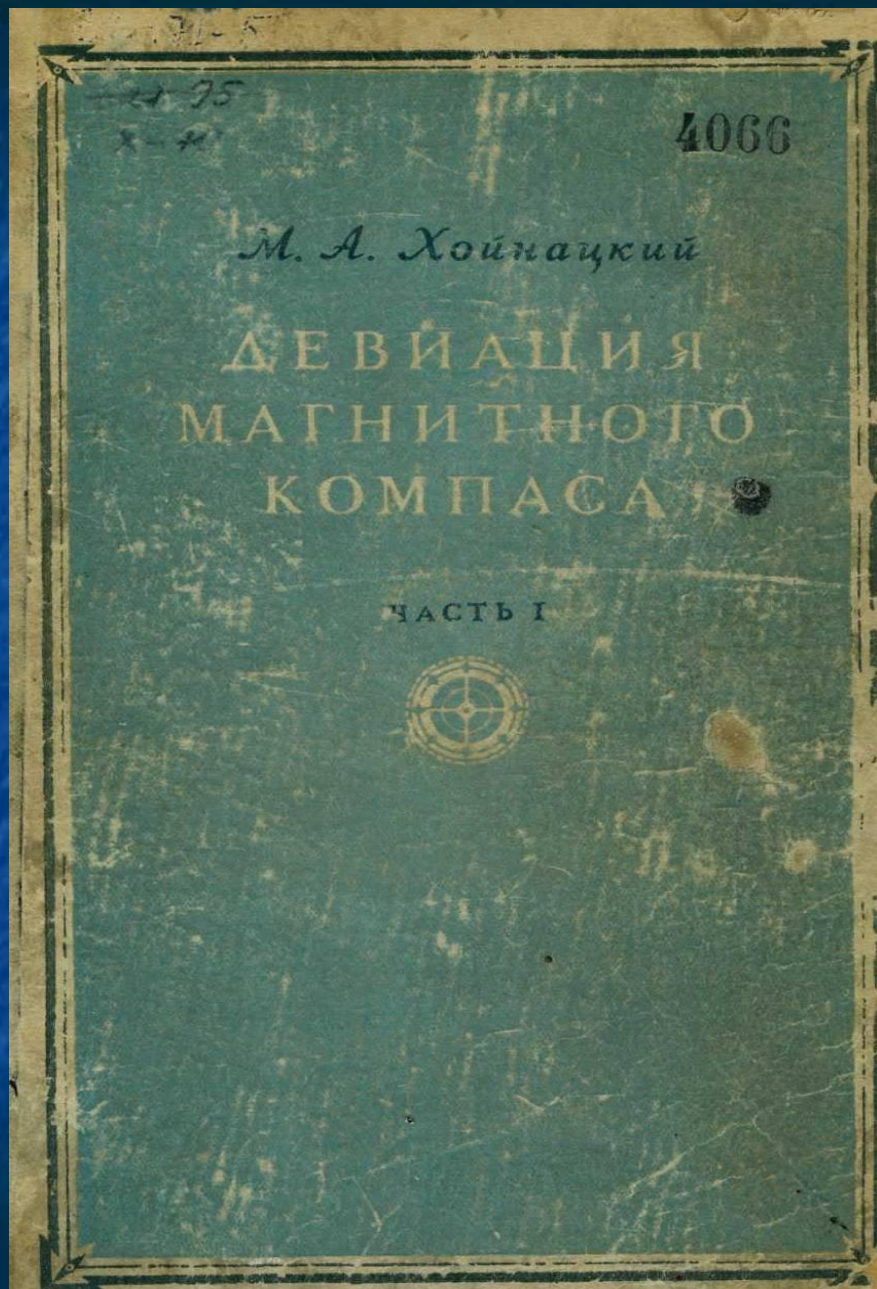 4066
М. А. Хойнацкий
ДЕВИАЦИЯ
МАГНИТНОГО
КОМПАСА
ЧАСТЬ I